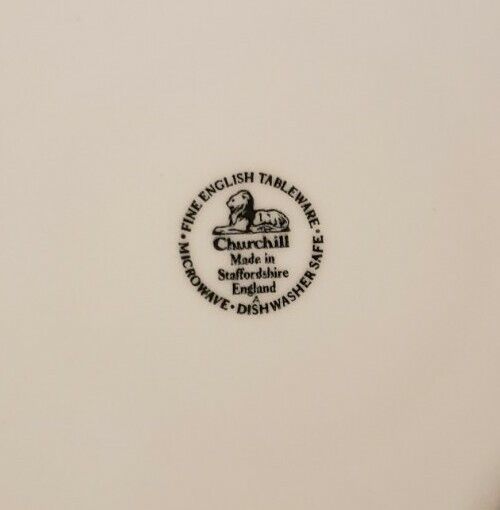 • FINE ENGLISH TABLEWARE •
Churchill
Made in
Staffordshire
England
A
MICROWAVE • DISHWASHER SAFE